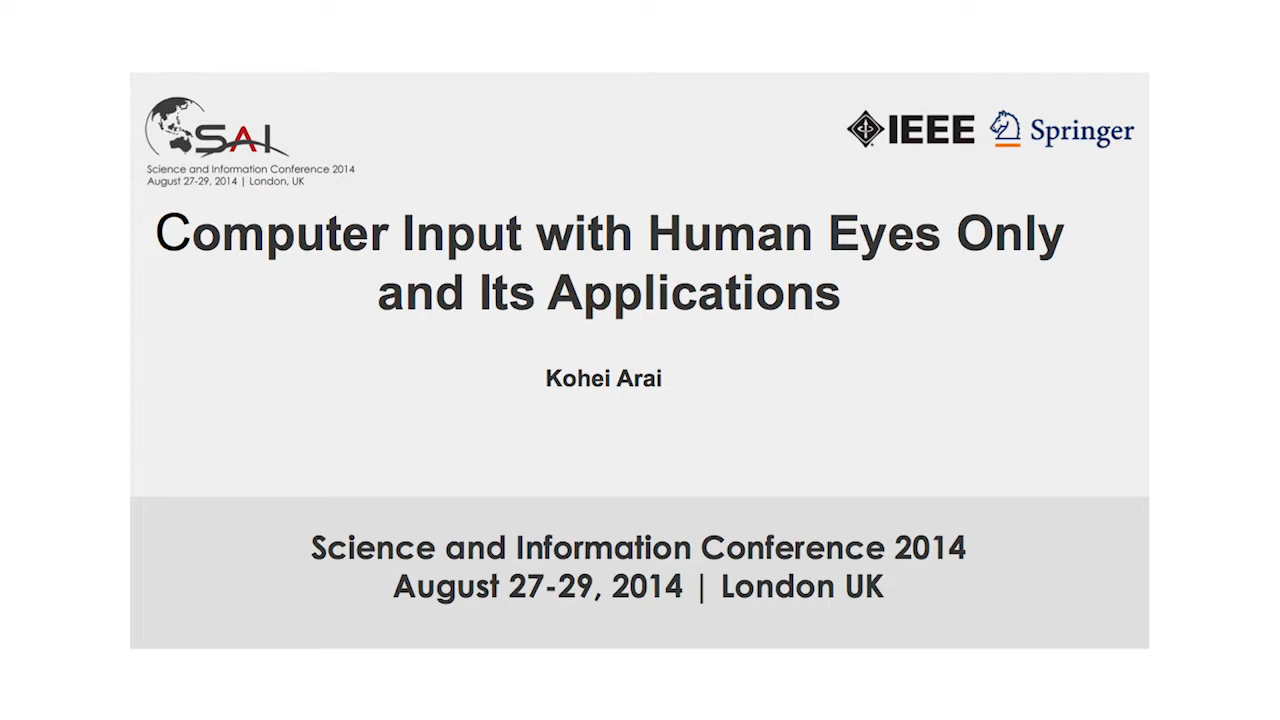 SAI
Science and Information Conference 2014
August 27-29, 2014 | London, UK
IEEE
Springer
Computer Input with Human Eyes Only
and Its Applications
Kohei Arai
Science and Information Conference 2014
August 27-29, 2014 | London UK